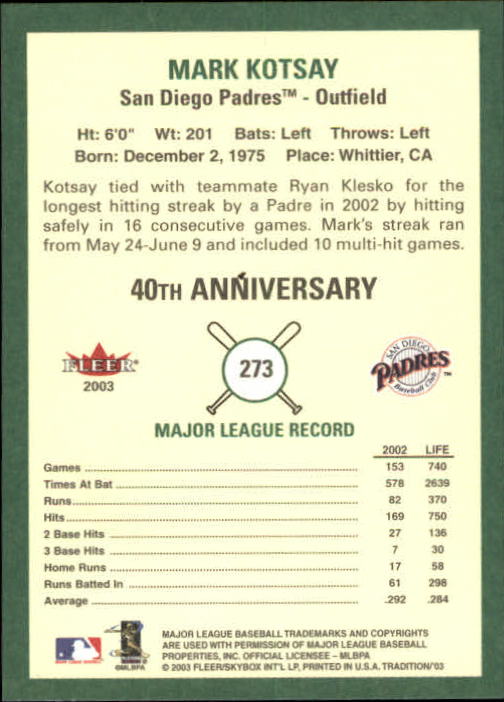 MARK KOTSAY
San Diego Padres™ - Outfield
Ht: 6'0" Wt: 201 Bats: Left Throws: Left
Born: December 2, 1975 Place: Whittier, CA
Kotsay tied with teammate Ryan Klesko for the
longest hitting streak by a Padre in 2002 by hitting
safely in 16 consecutive games. Mark's streak ran
from May 24-June 9 and included 10 multi-hit games.
40TH ANNIVERSARY
FLEER®
2003
273
SAN DIEGO
PADRES
Baseball Club
™
MAJOR LEAGUE RECORD
2002 LIFE
Games 153 740
Times At Bat 578 2639
Runs 82 370
Hits 169 750
2 Base Hits 27 136
3 Base Hits 7 30
Home Runs 17 58
Runs Batted In 61 298
Average .292 .284
©MLBPA
MAJOR LEAGUE BASEBALL TRADEMARKS AND COPYRIGHTS
ARE USED WITH PERMISSION OF MAJOR LEAGUE BASEBALL
PROPERTIES, INC. OFFICIAL LICENSEE - MLBPA
© 2003 FLEER/SKYBOX INT'L LP, PRINTED IN U.S.A. TRADITION/'03